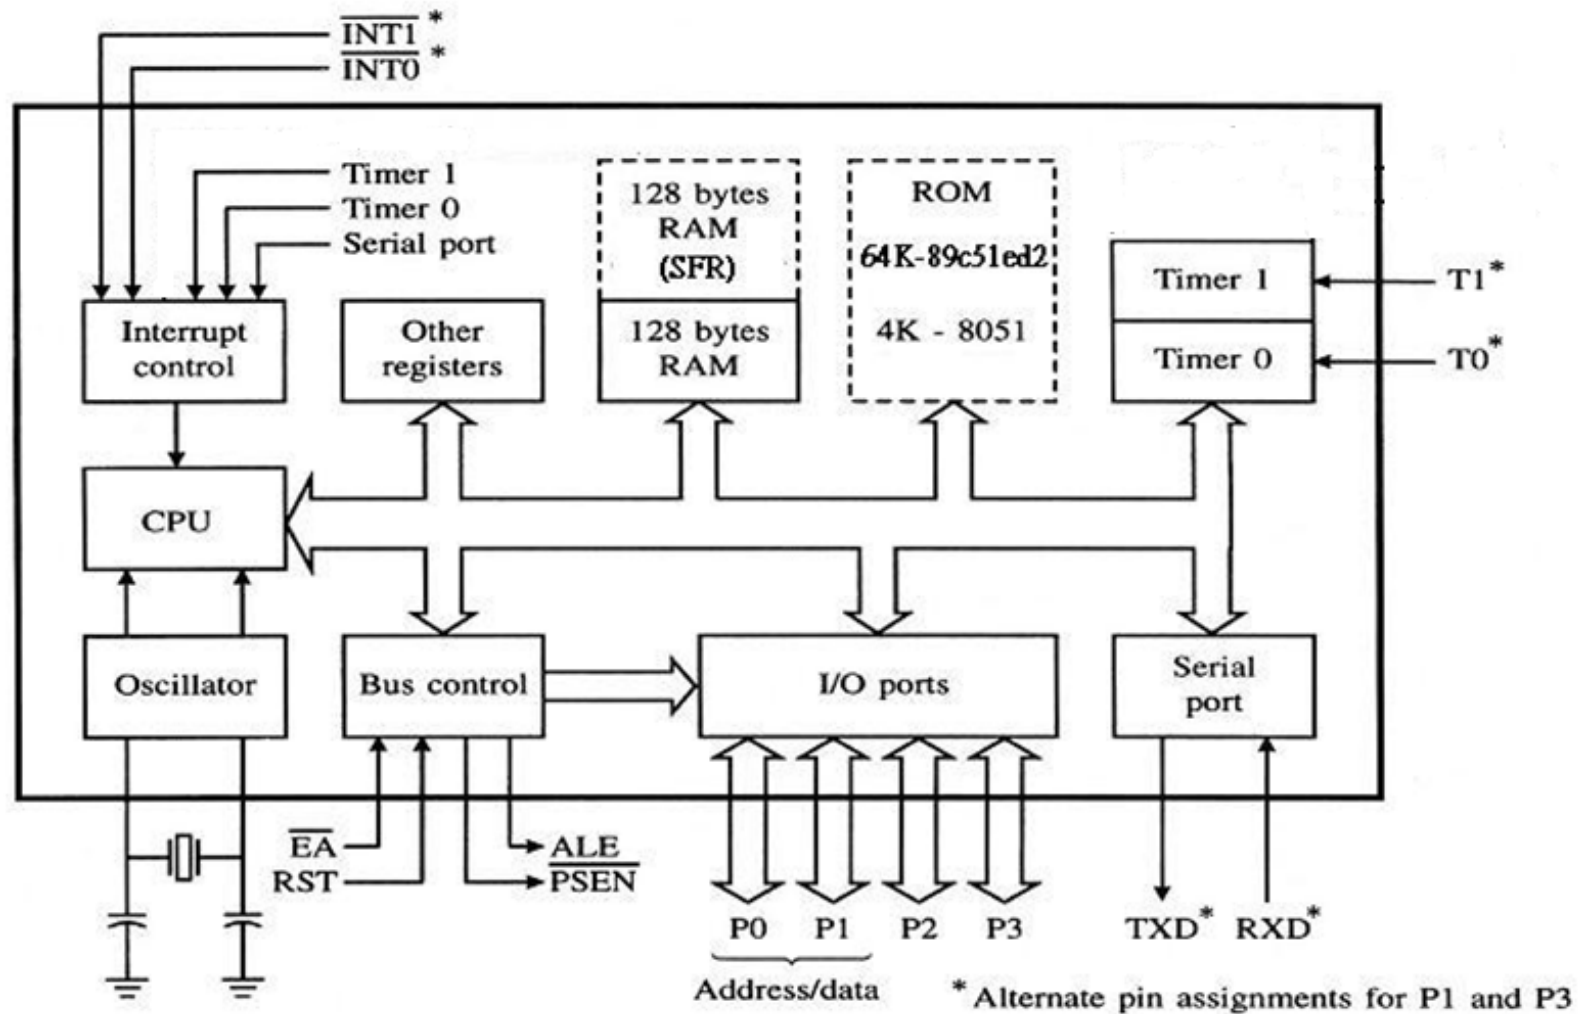 INT1 *
INT0 *
Timer 1
Timer 0
Serial port
128 bytes
RAM
(SFR)
128 bytes
RAM
ROM
64K-89c51ed2
4K - 8051
Timer 1
Timer 0
T1*
T0*
Interrupt
control
Other
registers
CPU
Oscillator
Bus control
I/O ports
Serial
port
EA
RST
ALE
PSEN
P0 P1 P2 P3
Address/data
TXD* RXD*
* Alternate pin assignments for P1 and P3